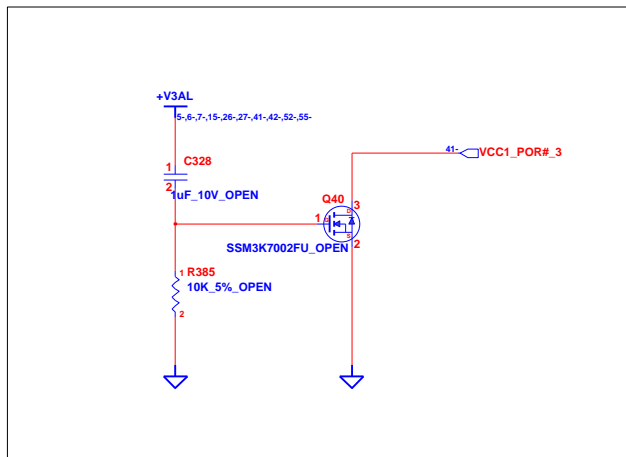 +V3AL
5-,6-,7-,15-,26-,27-,41-,42-,52-,55-
1 C328
2
1uF_10V_OPEN
41- VCC1_POR#_3
Q40
3
D
1 G
S
2
SSM3K7002FU_OPEN
1 R385
10K_5%_OPEN
2